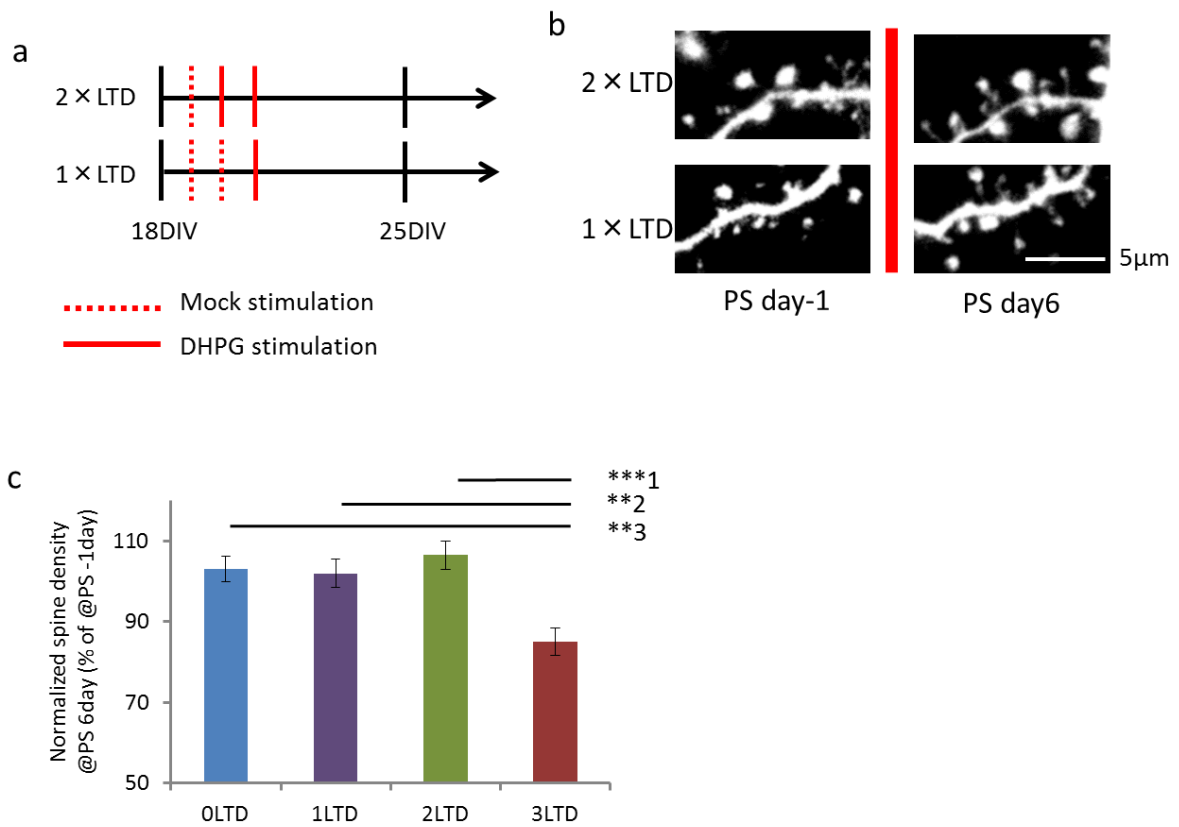 a
2 × LTD
1 × LTD
18DIV
25DIV
Mock stimulation
DHPG stimulation
b
2 × LTD
1 × LTD
5μm
PS day-1
PS day6
c
***1
**2
**3
Normalized spine density
@PS 6day (% of @PS -1day)
110
90
70
50
0LTD
1LTD
2LTD
3LTD